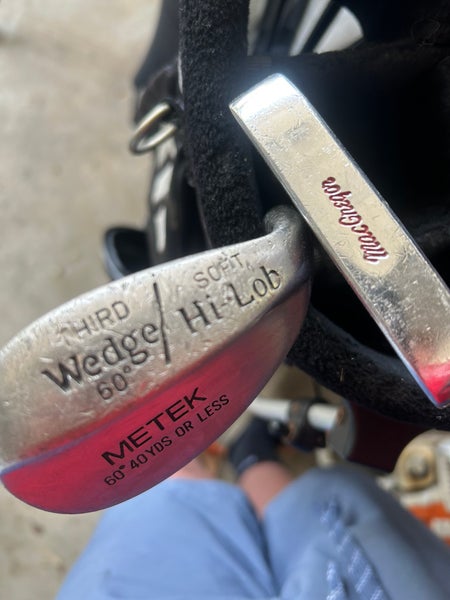 THIRD / SOFT
Wedge / Hi-Lob
60°
METEK
60° 40 YDS OR LESS
MacGregor